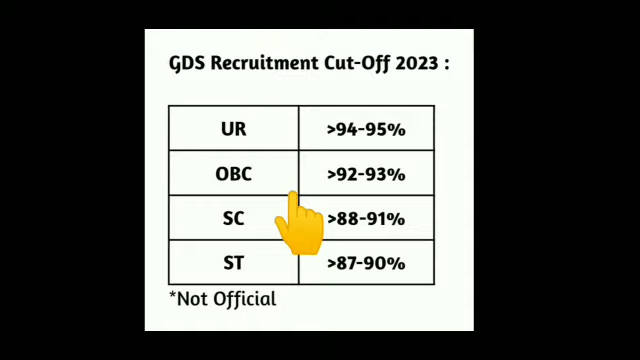 GDS Recruitment Cut-Off 2023 :
UR >94-95%
OBC >92-93%
SC >88-91%
ST >87-90%
*Not Official